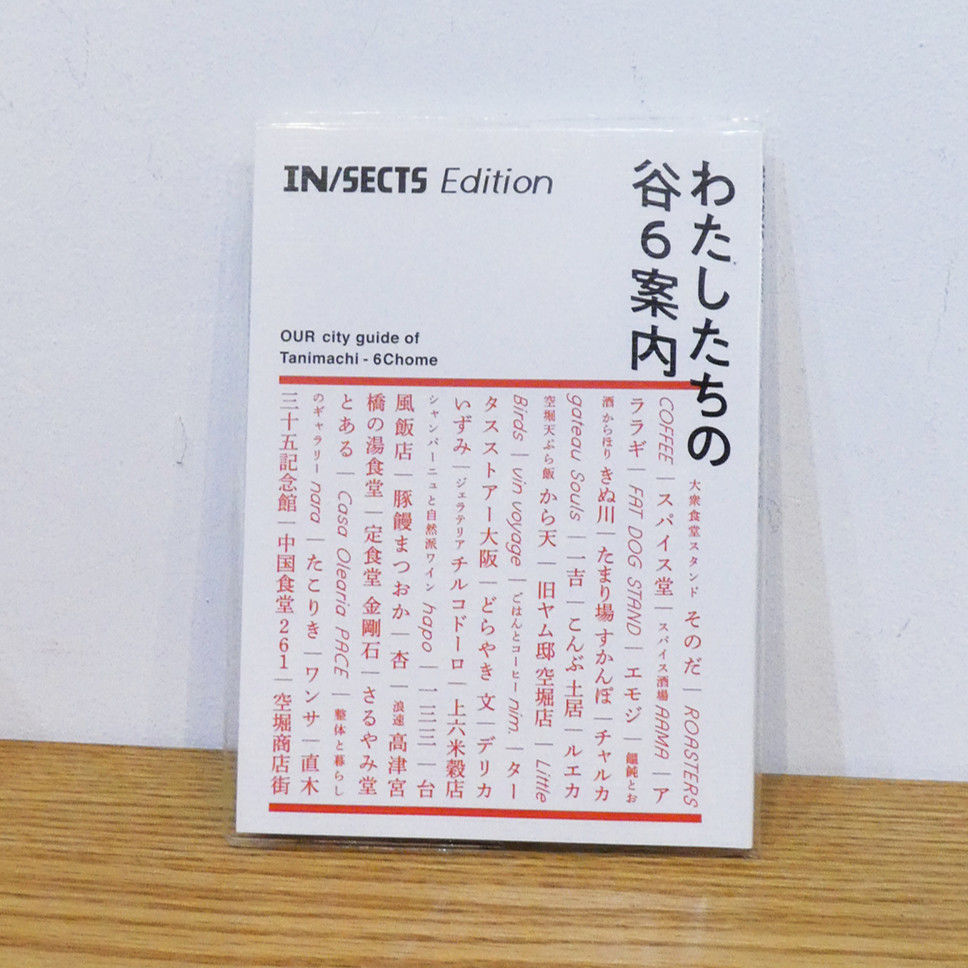 IN/SECTS Edition
わたしたちの
谷6案内
OUR city guide of
Tanimachi - 6Chome
大衆食堂スタンド そのだ｜ROASTERS
COFFEE｜スパイス堂｜スパイス酒場 AAMA｜ア
ララギ｜FAT DOG STAND｜エモジ｜饂飩とお
酒 からほり きぬ川｜たまり場 すかんぽ｜チャルカ
gateau Souls｜一吉｜こんぶ 土居｜ルエカ
空堀天ぷら飯 から天｜旧ヤム邸 空堀店｜Little
Birds｜vin voyage｜ごはんとコーヒー nim.｜ター
タスストアー大阪｜どらやき 文｜デリカ
いずみ｜ジェラテリア チルコドーロ｜上六米穀店
シャンパーニュと自然派ワイン hapo｜一三三｜台
風飯店｜豚饅まつおか｜杏｜浪速 高津宮
橋の湯食堂｜定食堂 金剛石｜さるやみ堂
とある｜Casa Olearia PACE｜整体と暮らし
のギャラリー nara｜たこりき｜ワンサ｜直木
三十五記念館｜中国食堂261｜空堀商店街